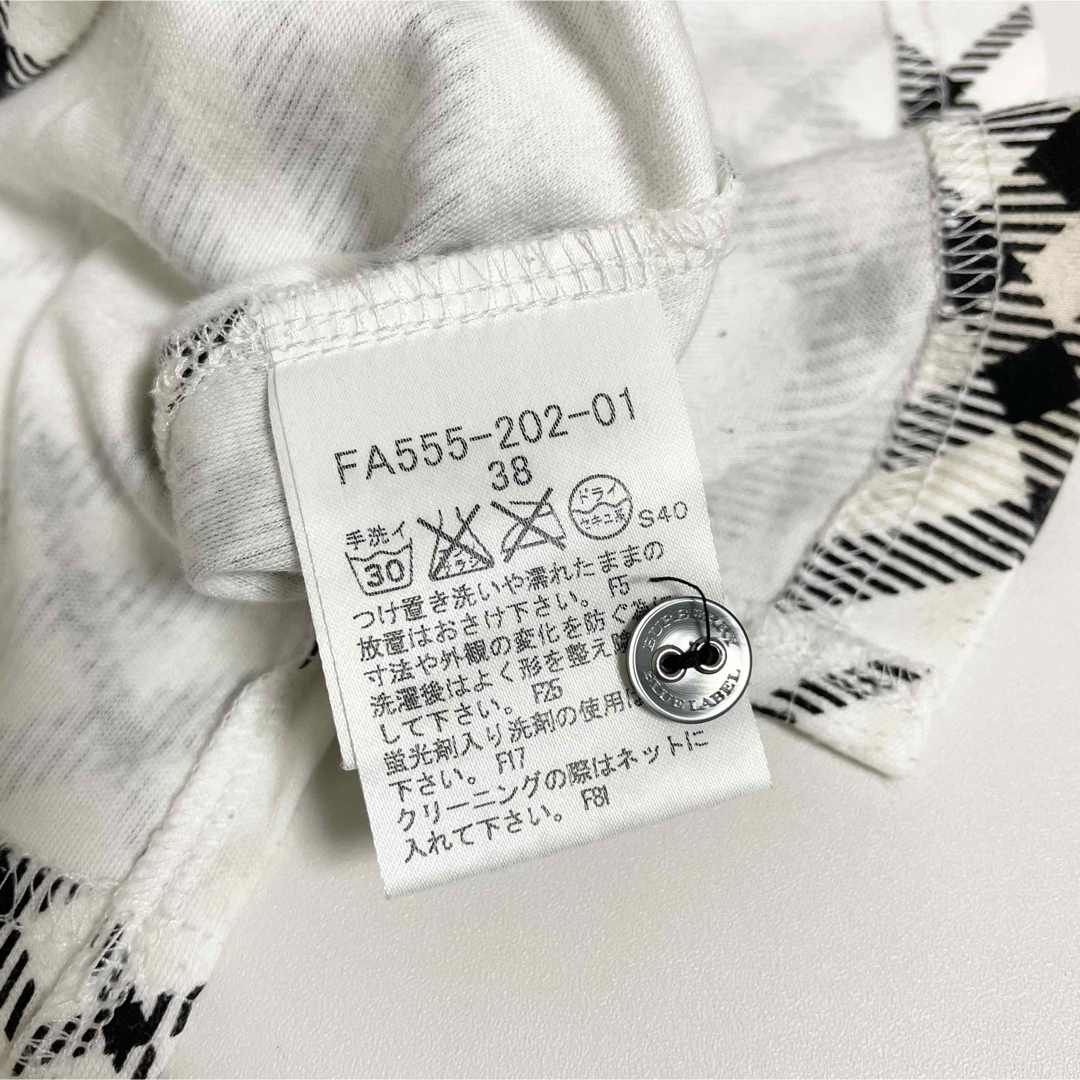 FA555-202-01
38
手洗イ
30
ドライ
セキユ系
S40
つけ置き洗いや濡れたままの
放置はおさけ下さい。 F5
寸法や外観の変化を防ぐ為
洗濯後はよく形を整え
して下さい。 F25
蛍光剤入り洗剤の使用は
下さい。 F17
クリーニングの際はネットに
入れて下さい。 F81
BURBERRY
BLUE LABEL